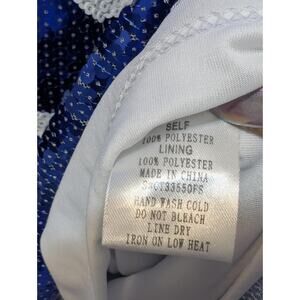 SELF
100% POLYESTER
LINING
100% POLYESTER
MADE IN CHINA
HAND WASH COLD
DO NOT BLEACH
LINE DRY
IRON ON LOW HEAT